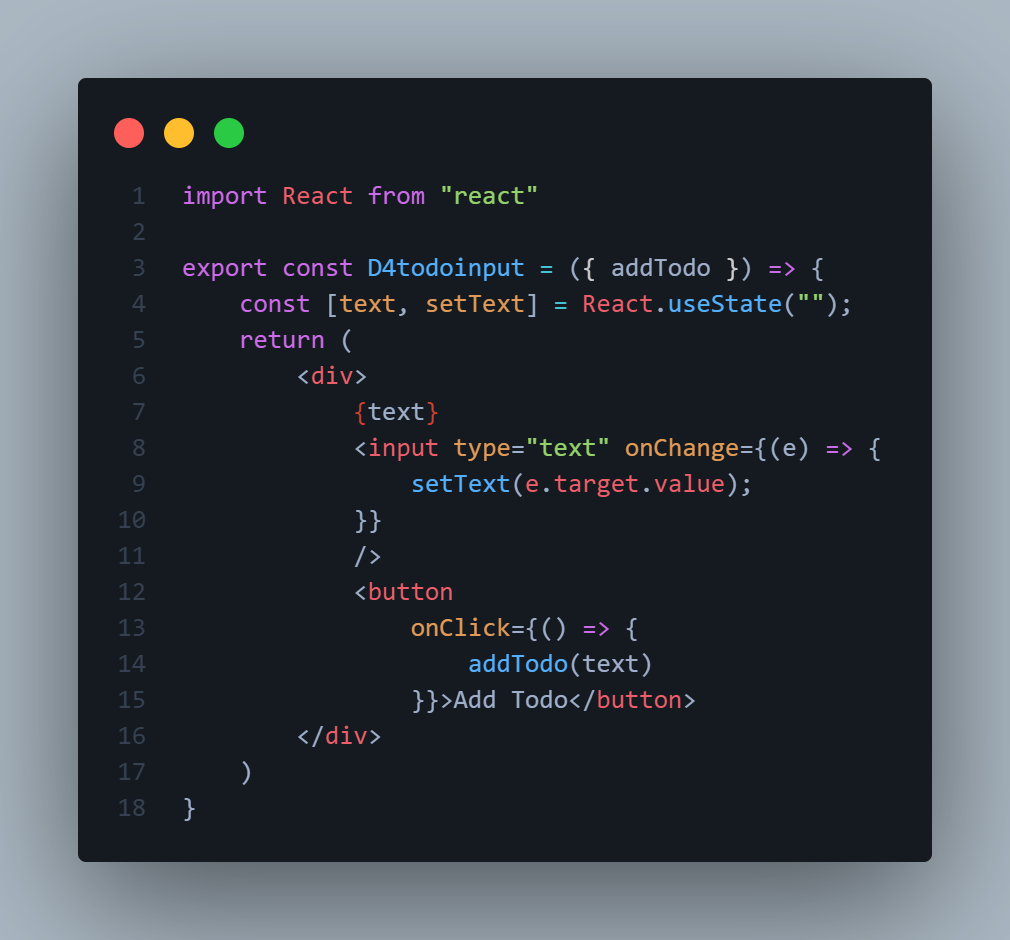 1 import React from "react"
2
3 export const D4todoinput = ({ addTodo }) => {
4     const [text, setText] = React.useState("");
5     return (
6         <div>
7             {text}
8             <input type="text" onChange={(e) => {
9                 setText(e.target.value);
10             }}
11             />
12             <button
13                 onClick={() => {
14                     addTodo(text)
15                 }}>Add Todo</button>
16         </div>
17     )
18 }